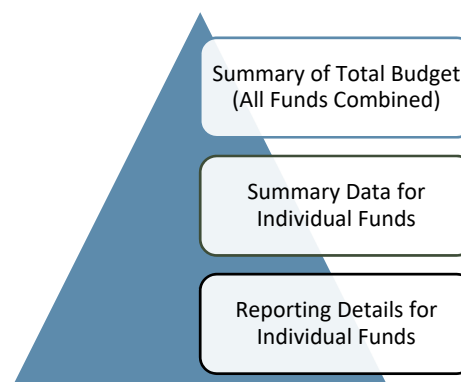 Summary of Total Budget
(All Funds Combined)
Summary Data for
Individual Funds
Reporting Details for
Individual Funds